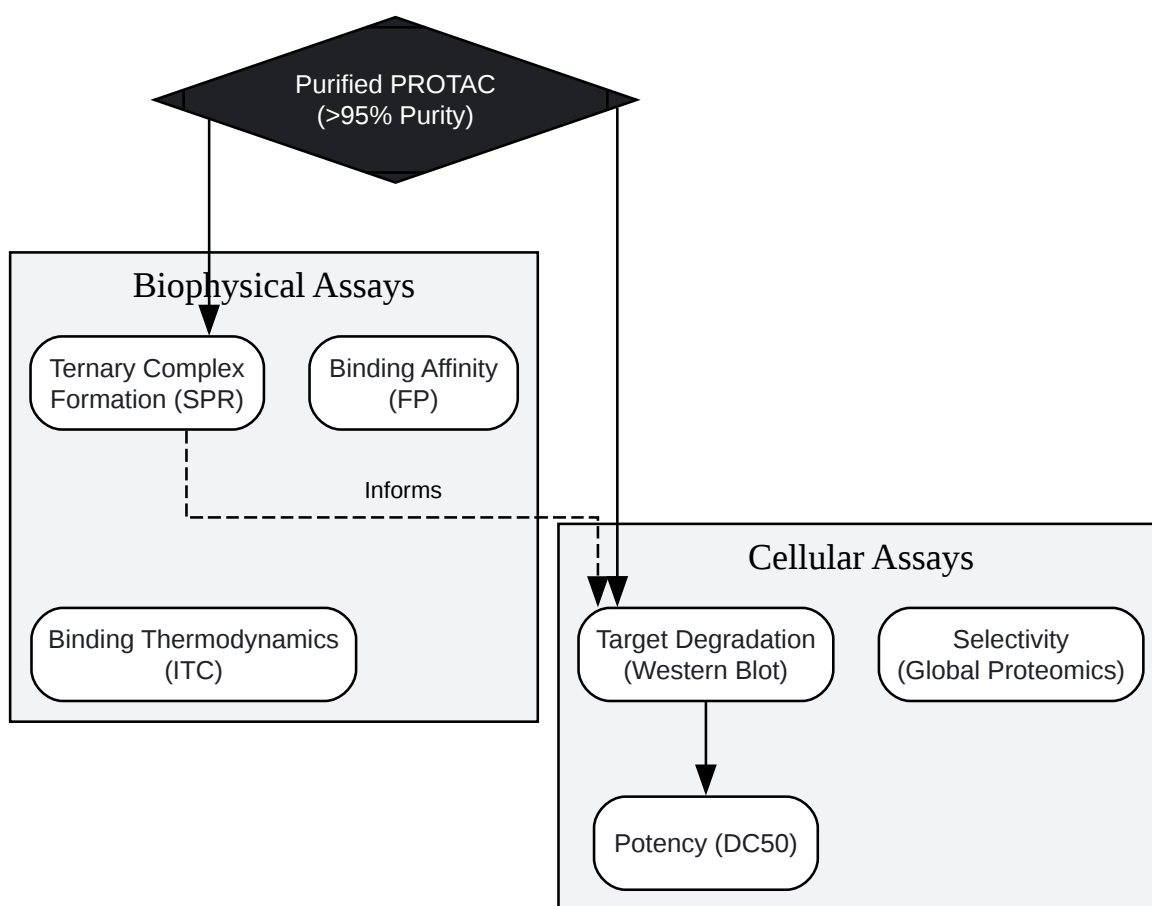 Purified PROTAC
(>95% Purity)
Biophysical Assays
Ternary Complex
Formation (SPR)
Binding Affinity
(FP)
Informs
Cellular Assays
Binding Thermodynamics
(ITC)
Target Degradation
(Western Blot)
Selectivity
(Global Proteomics)
Potency (DC50)